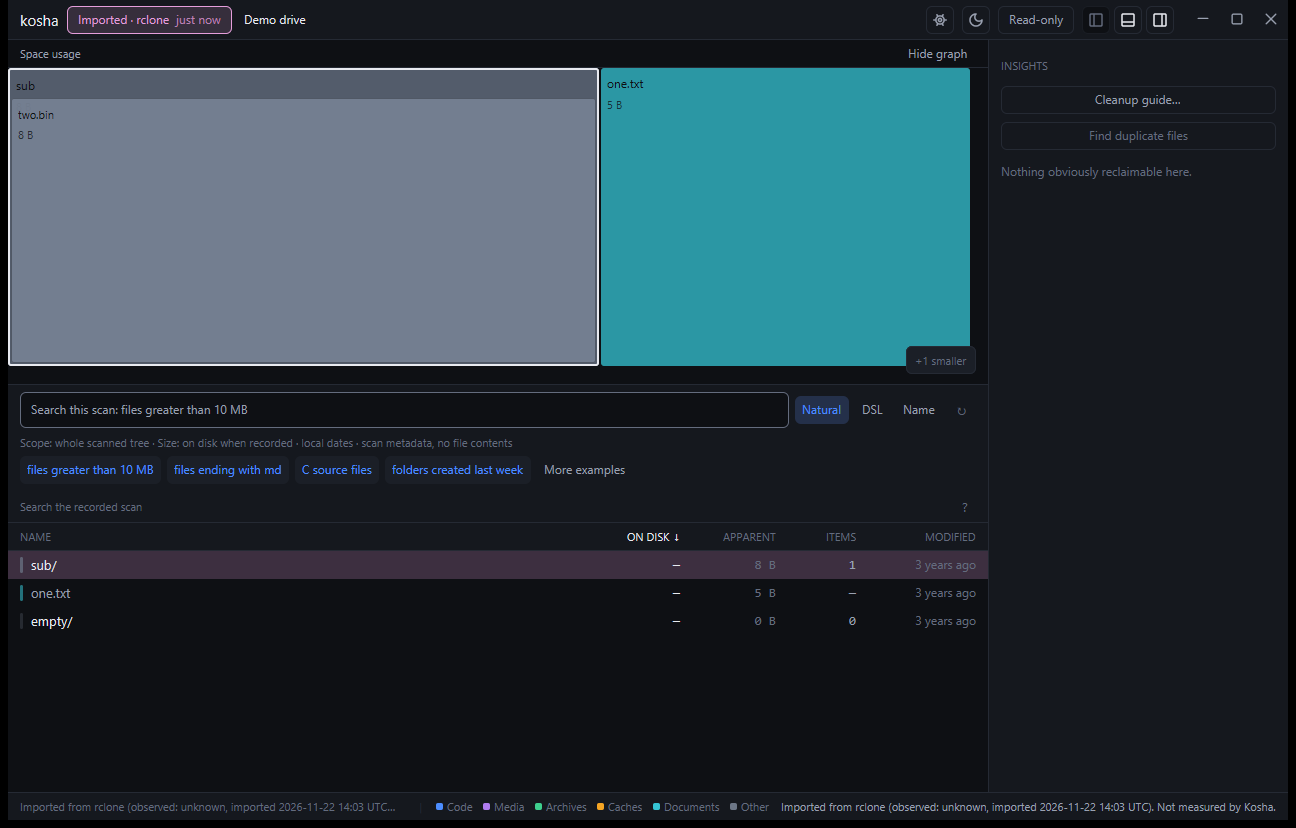 kosha Imported · rclone just now Demo drive Read-only
Space usage Hide graph
sub
two.bin
8 B
one.txt
5 B
+1 smaller
INSIGHTS
Cleanup guide...
Find duplicate files
Nothing obviously reclaimable here.
Search this scan: files greater than 10 MB Natural DSL Name ↻
Scope: whole scanned tree · Size: on disk when recorded · local dates · scan metadata, no file contents
files greater than 10 MB files ending with md C source files folders created last week More examples
Search the recorded scan ?
NAME ON DISK ↓ APPARENT ITEMS MODIFIED
sub/ — 8 B 1 3 years ago
one.txt — 5 B — 3 years ago
empty/ — 0 B 0 3 years ago
Imported from rclone (observed: unknown, imported 2026-11-22 14:03 UTC... Code Media Archives Caches Documents Other Imported from rclone (observed: unknown, imported 2026-11-22 14:03 UTC). Not measured by Kosha.